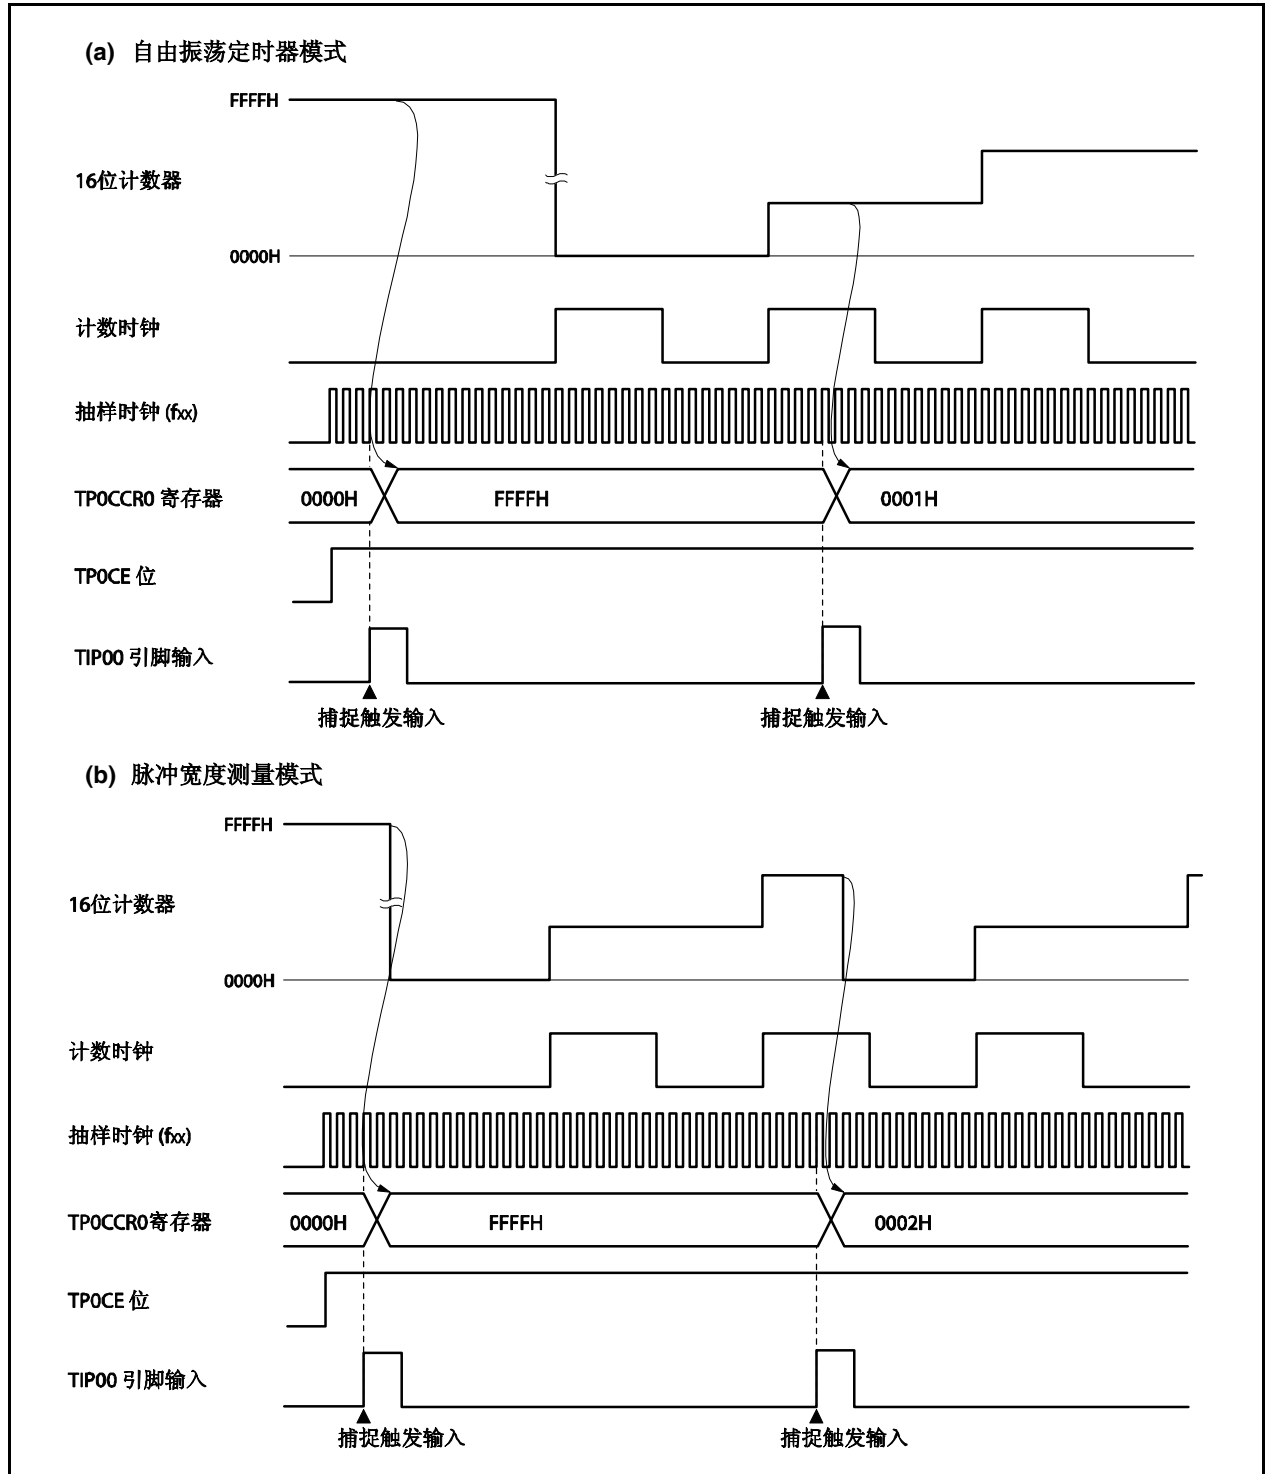 (a) 自由振荡定时器模式
FFFFH
16位计数器
0000H
计数时钟
抽样时钟 (fxx)
TP0CCR0 寄存器 0000H FFFFH 0001H
TP0CE 位
TIP00 引脚输入
捕捉触发输入 捕捉触发输入
(b) 脉冲宽度测量模式
FFFFH
16位计数器
0000H
计数时钟
抽样时钟 (fxx)
TP0CCR0寄存器 0000H FFFFH 0002H
TP0CE 位
TIP00 引脚输入
捕捉触发输入 捕捉触发输入